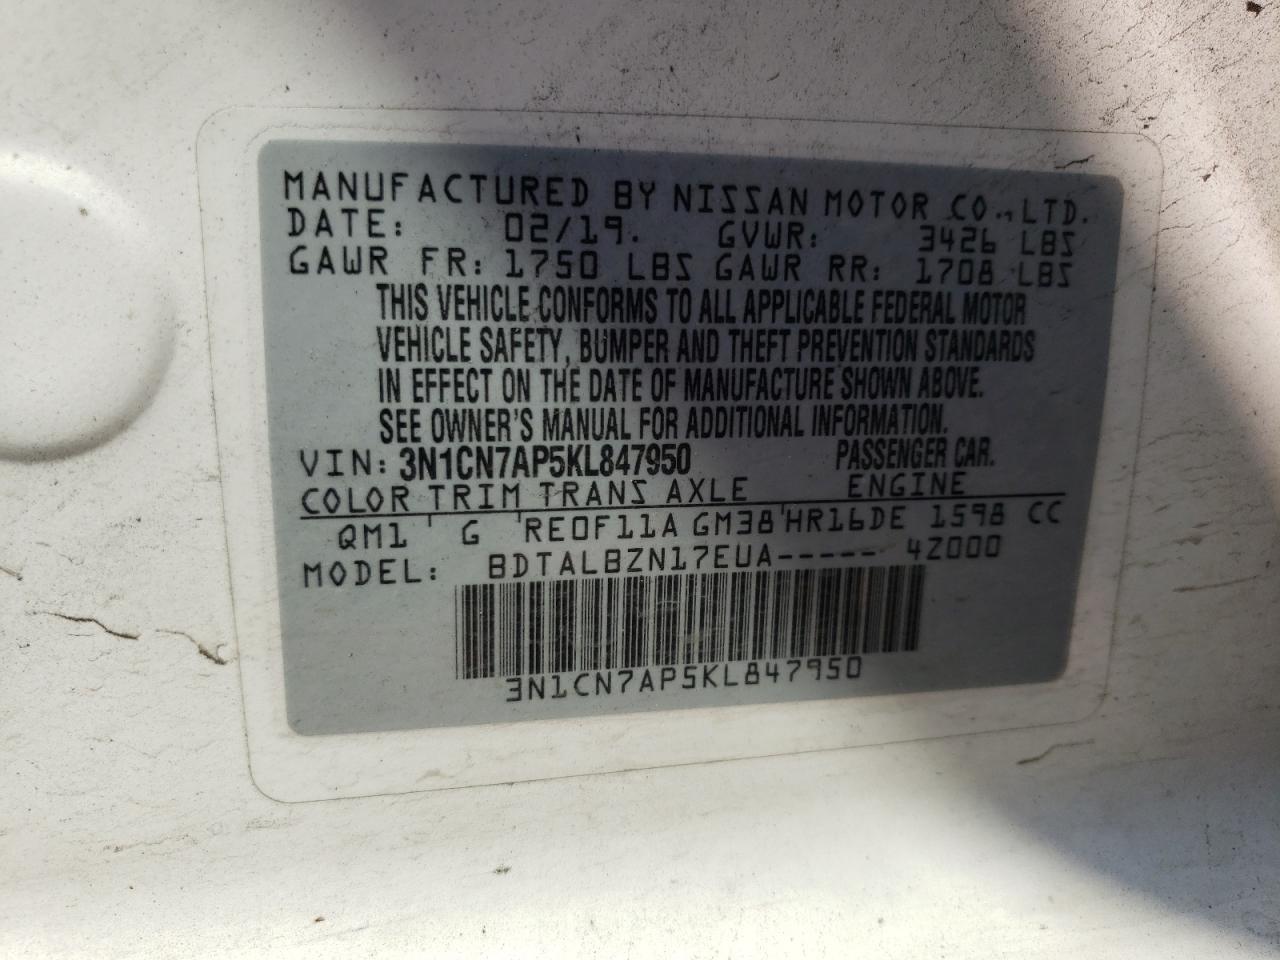 MANUFACTURED BY NISSAN MOTOR CO., LTD.
DATE: 02/19. GVWR: 3426 LBS
GAWR FR: 1750 LBS GAWR RR: 1708 LBS
THIS VEHICLE CONFORMS TO ALL APPLICABLE FEDERAL MOTOR
VEHICLE SAFETY, BUMPER AND THEFT PREVENTION STANDARDS
IN EFFECT ON THE DATE OF MANUFACTURE SHOWN ABOVE.
SEE OWNER'S MANUAL FOR ADDITIONAL INFORMATION.
VIN: 3N1CN7AP5KL847950 PASSENGER CAR.
COLOR TRIM TRANS AXLE ENGINE
QM1 G RE0F11A GM38 HR16DE 1598 CC
MODEL: BDTALBZN17EUA----- 42000
3N1CN7AP5KL847950